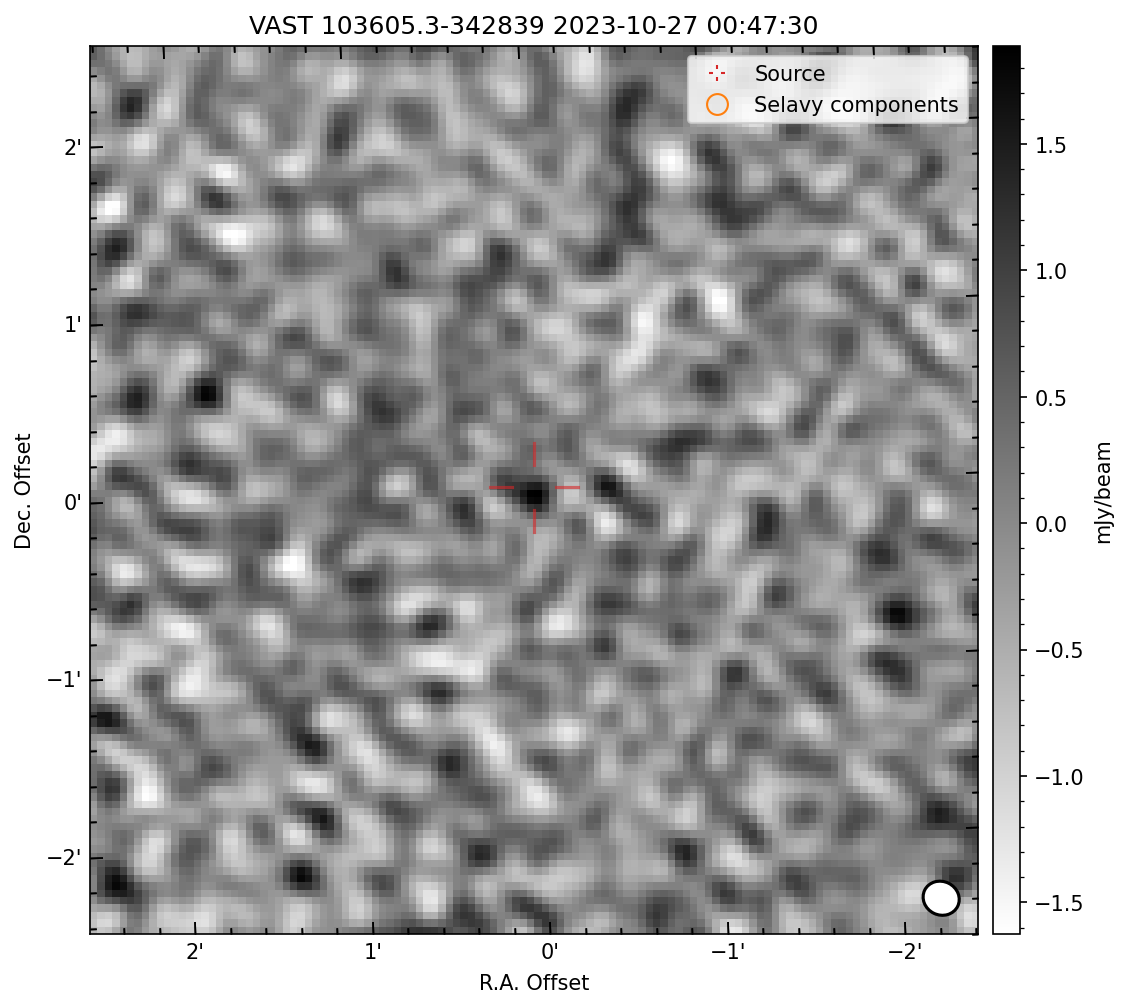 VAST 103605.3-342839 2023-10-27 00:47:30
Source
Selavy components
2'
1'
0'
−1'
−2'
Dec. Offset
2'
1'
0'
−1'
−2'
R.A. Offset
1.5
1.0
0.5
0.0
−0.5
−1.0
−1.5
mJy/beam